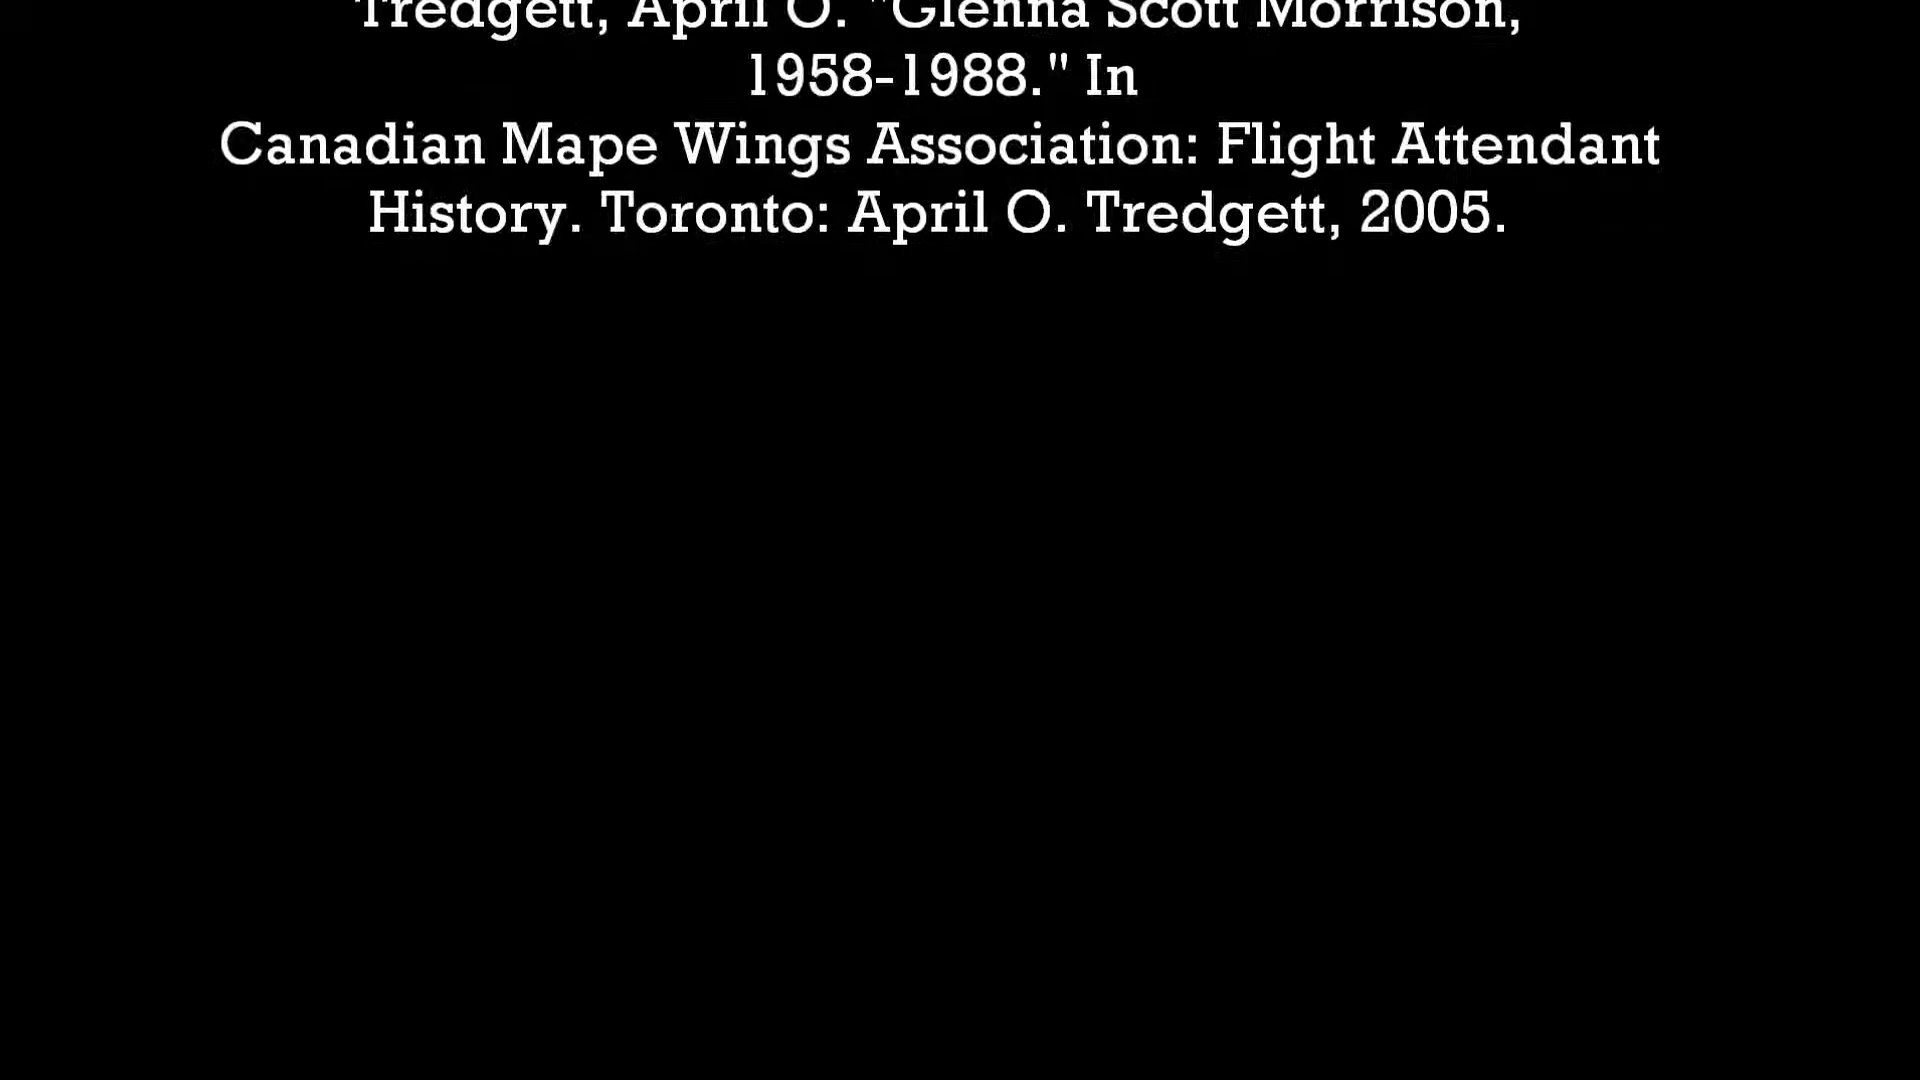 Tredgett, April O. "Glenna Scott Morrison,
1958-1988." In
Canadian Mape Wings Association: Flight Attendant
History. Toronto: April O. Tredgett, 2005.